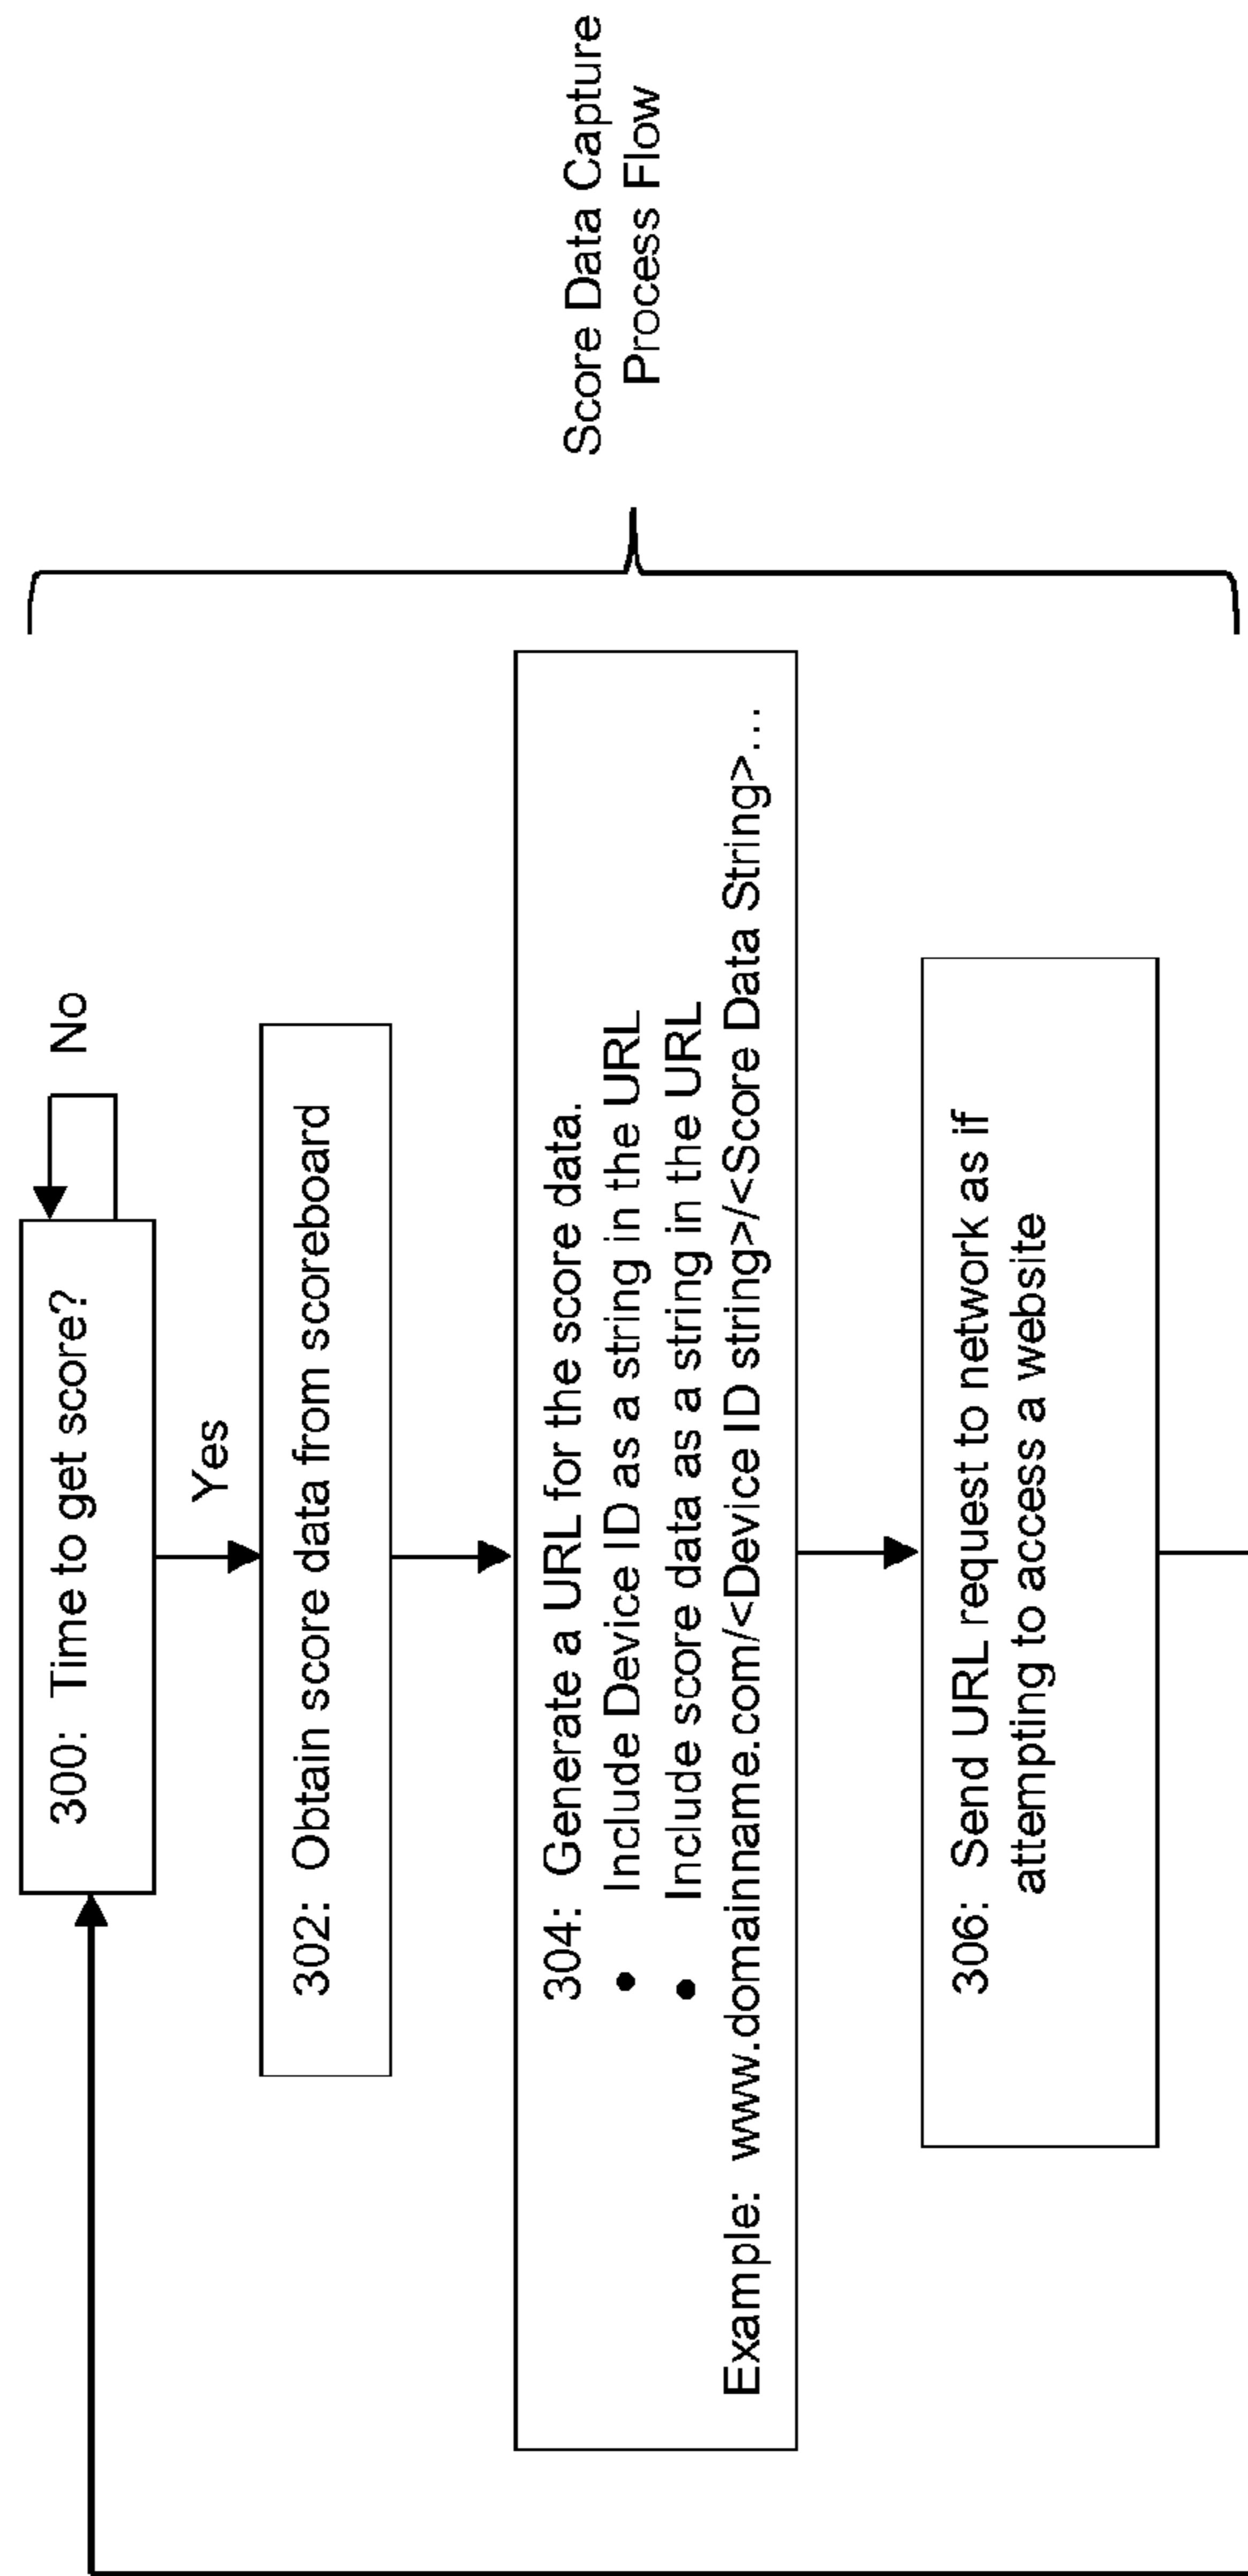 300: Time to get score?
No
Yes
302: Obtain score data from scoreboard
304: Generate a URL for the score data.
• Include Device ID as a string in the URL
• Include score data as a string in the URL
Example: www.domainname.com/<Device ID string>/<Score Data String>...
306: Send URL request to network as if
attempting to access a website
Score Data Capture
Process Flow